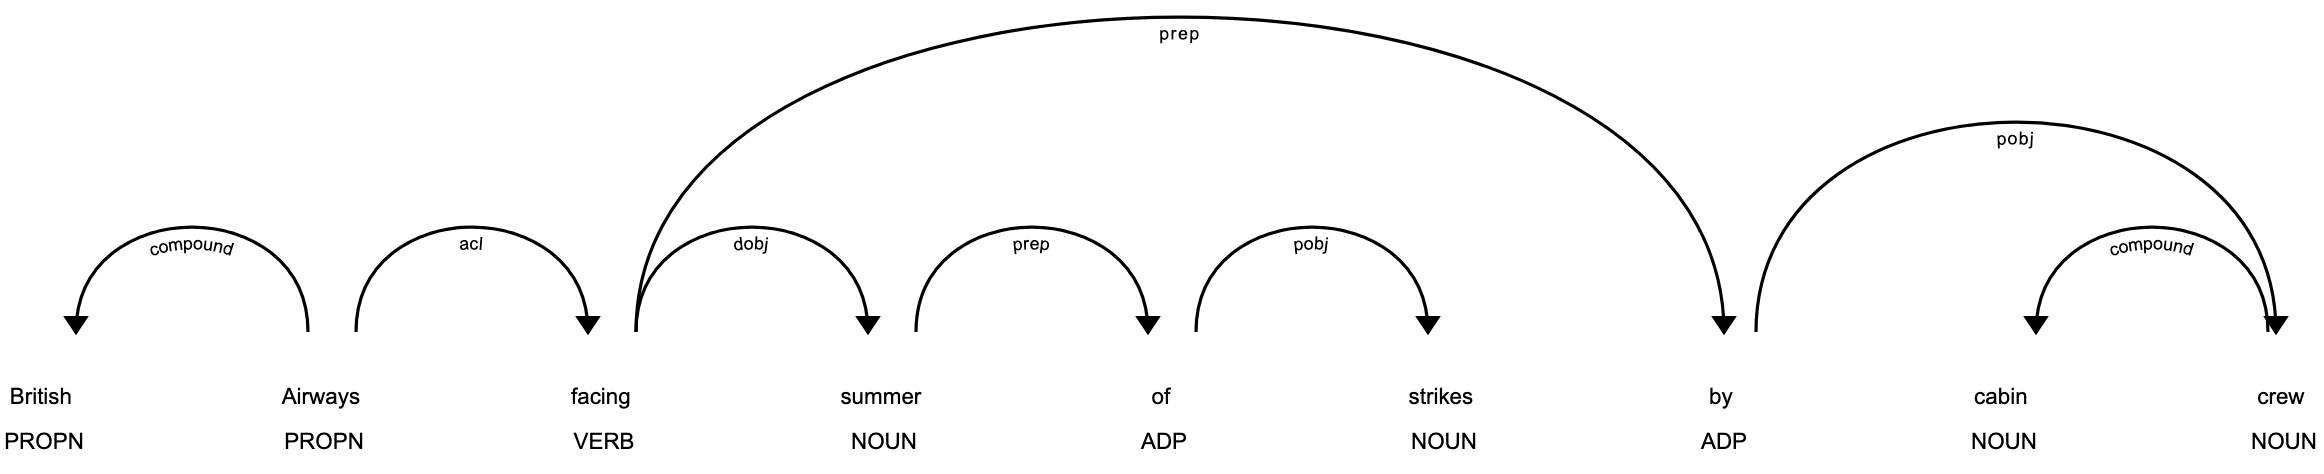 prep
pobj
compound acl dobj prep pobj compound
British Airways facing summer of strikes by cabin crew
PROPN PROPN VERB NOUN ADP NOUN ADP NOUN NOUN